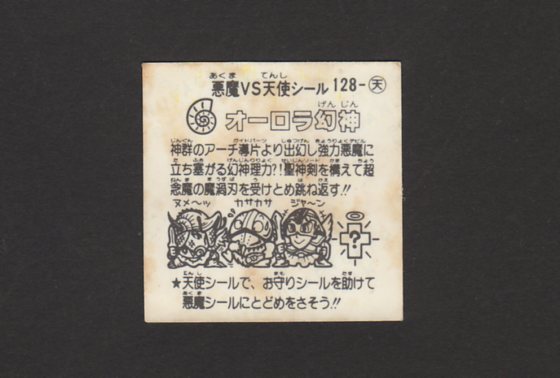 悪魔VS天使シール 128-天
オーロラ幻神
神群のアーチ導片より出幻し強力悪魔に
立ち塞がる幻神理力?!聖神剣を構えて超
念魔の魔渦刃を受けとめ跳ね返す!!
ヌメ〜ッ カサカサ ジャ〜ン
?
★天使シールで、お守りシールを助けて
悪魔シールにとどめをさそう!!